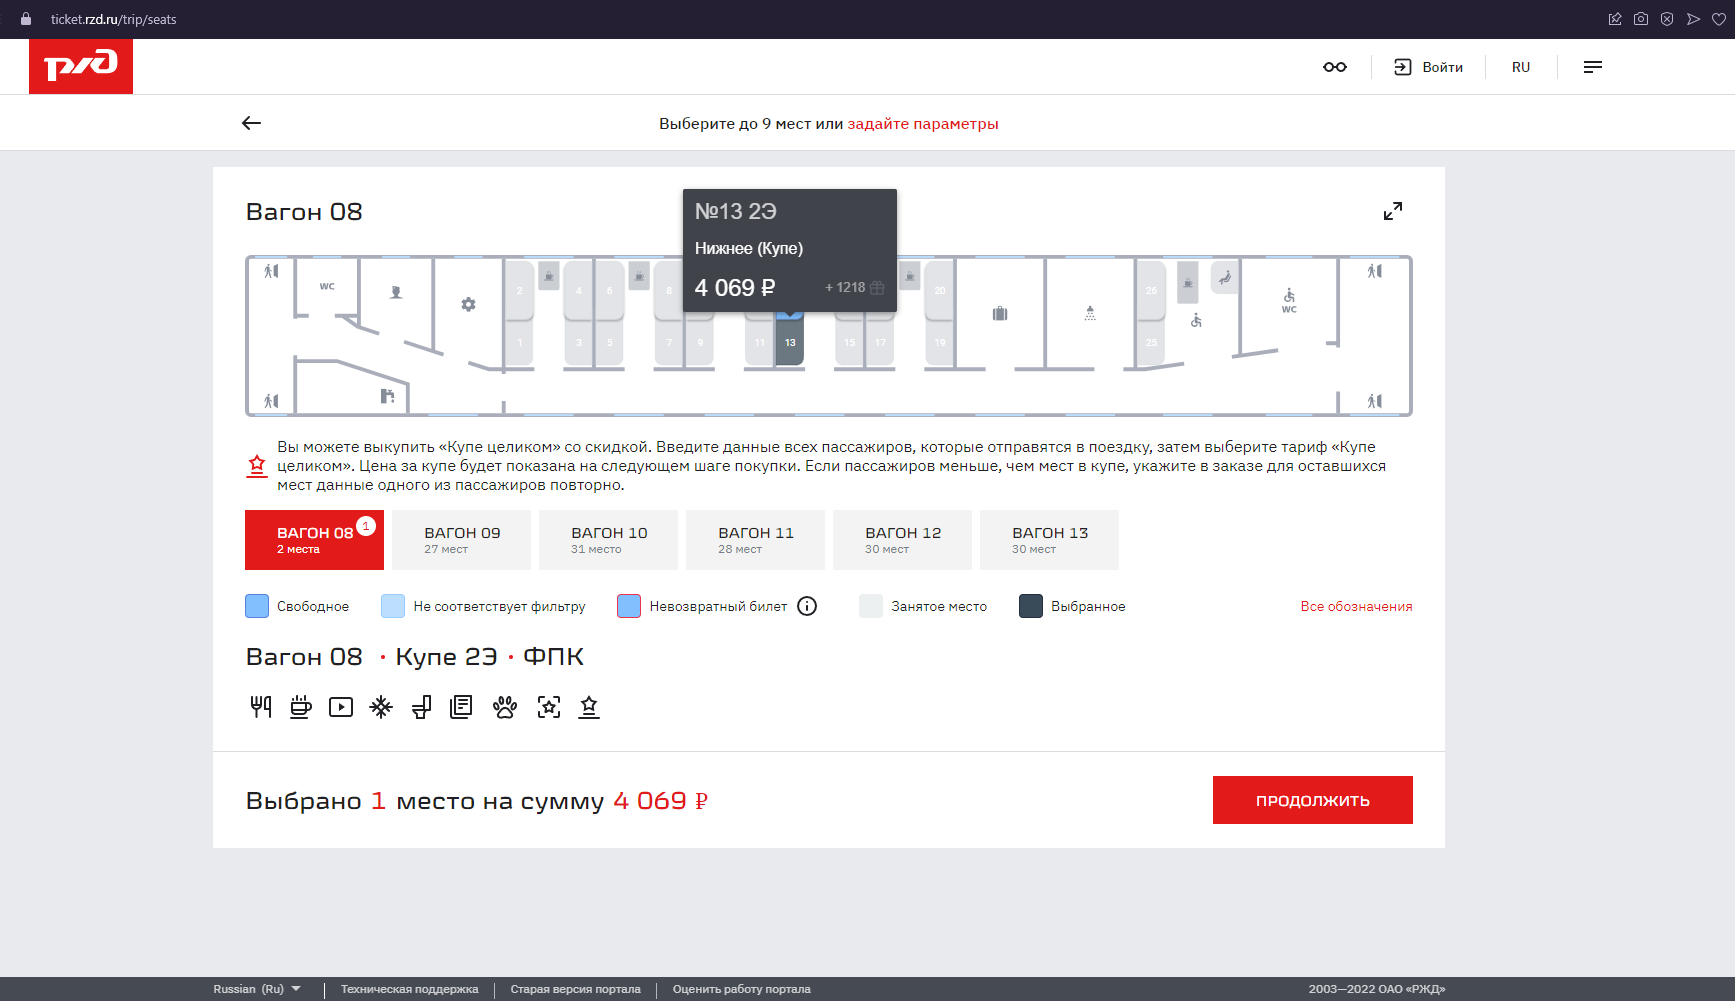 ticket.rzd.ru/trip/seats
ржд
Войти
RU
Выберите до 9 мест или задайте параметры
Вагон 08
№13 2Э
Нижнее (Купе)
4 069 ₽
+ 1218
WC
2
4
6
8
20
26
WC
1
3
5
7
9
11
13
15
17
19
25
Вы можете выкупить «Купе целиком» со скидкой. Введите данные всех пассажиров, которые отправятся в поездку, затем выберите тариф «Купе
целиком». Цена за купе будет показана на следующем шаге покупки. Если пассажиров меньше, чем мест в купе, укажите в заказе для оставшихся
мест данные одного из пассажиров повторно.
ВАГОН 08 1
2 места
ВАГОН 09
27 мест
ВАГОН 10
31 место
ВАГОН 11
28 мест
ВАГОН 12
30 мест
ВАГОН 13
30 мест
Свободное
Не соответствует фильтру
Невозвратный билет
Занятое место
Выбранное
Все обозначения
Вагон 08 • Купе 2Э • ФПК
Выбрано 1 место на сумму 4 069 ₽
ПРОДОЛЖИТЬ
Russian (Ru)
Техническая поддержка
Старая версия портала
Оценить работу портала
2003—2022 ОАО «РЖД»